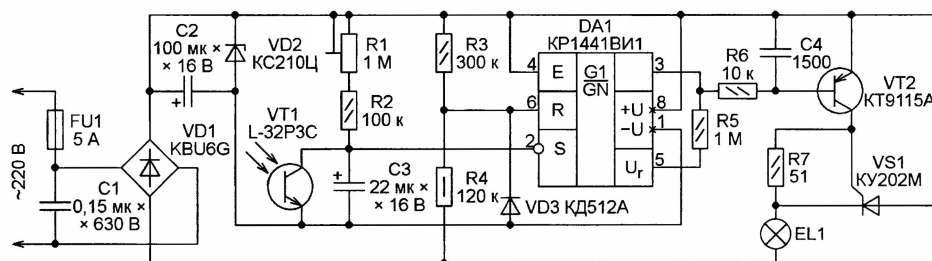 C2
100 мк ×
× 16 В
VD2
КС210Ц
R1
1 М
R3
300 к
DA1
КР1441ВИ1
C4
1500
R6
10 к
VT2
КТ9115А
4
E
G1
GN
3
6
R
+U
8
−U
1
2
S
Ur
5
R5
1 М
FU1
5 А
~220 В
VD1
KBU6G
VT1
L-32P3C
R2
100 к
C1
0,15 мк ×
× 630 В
C3
22 мк ×
× 16 В
R4
120 к
VD3 КД512А
R7
51
VS1
КУ202М
EL1